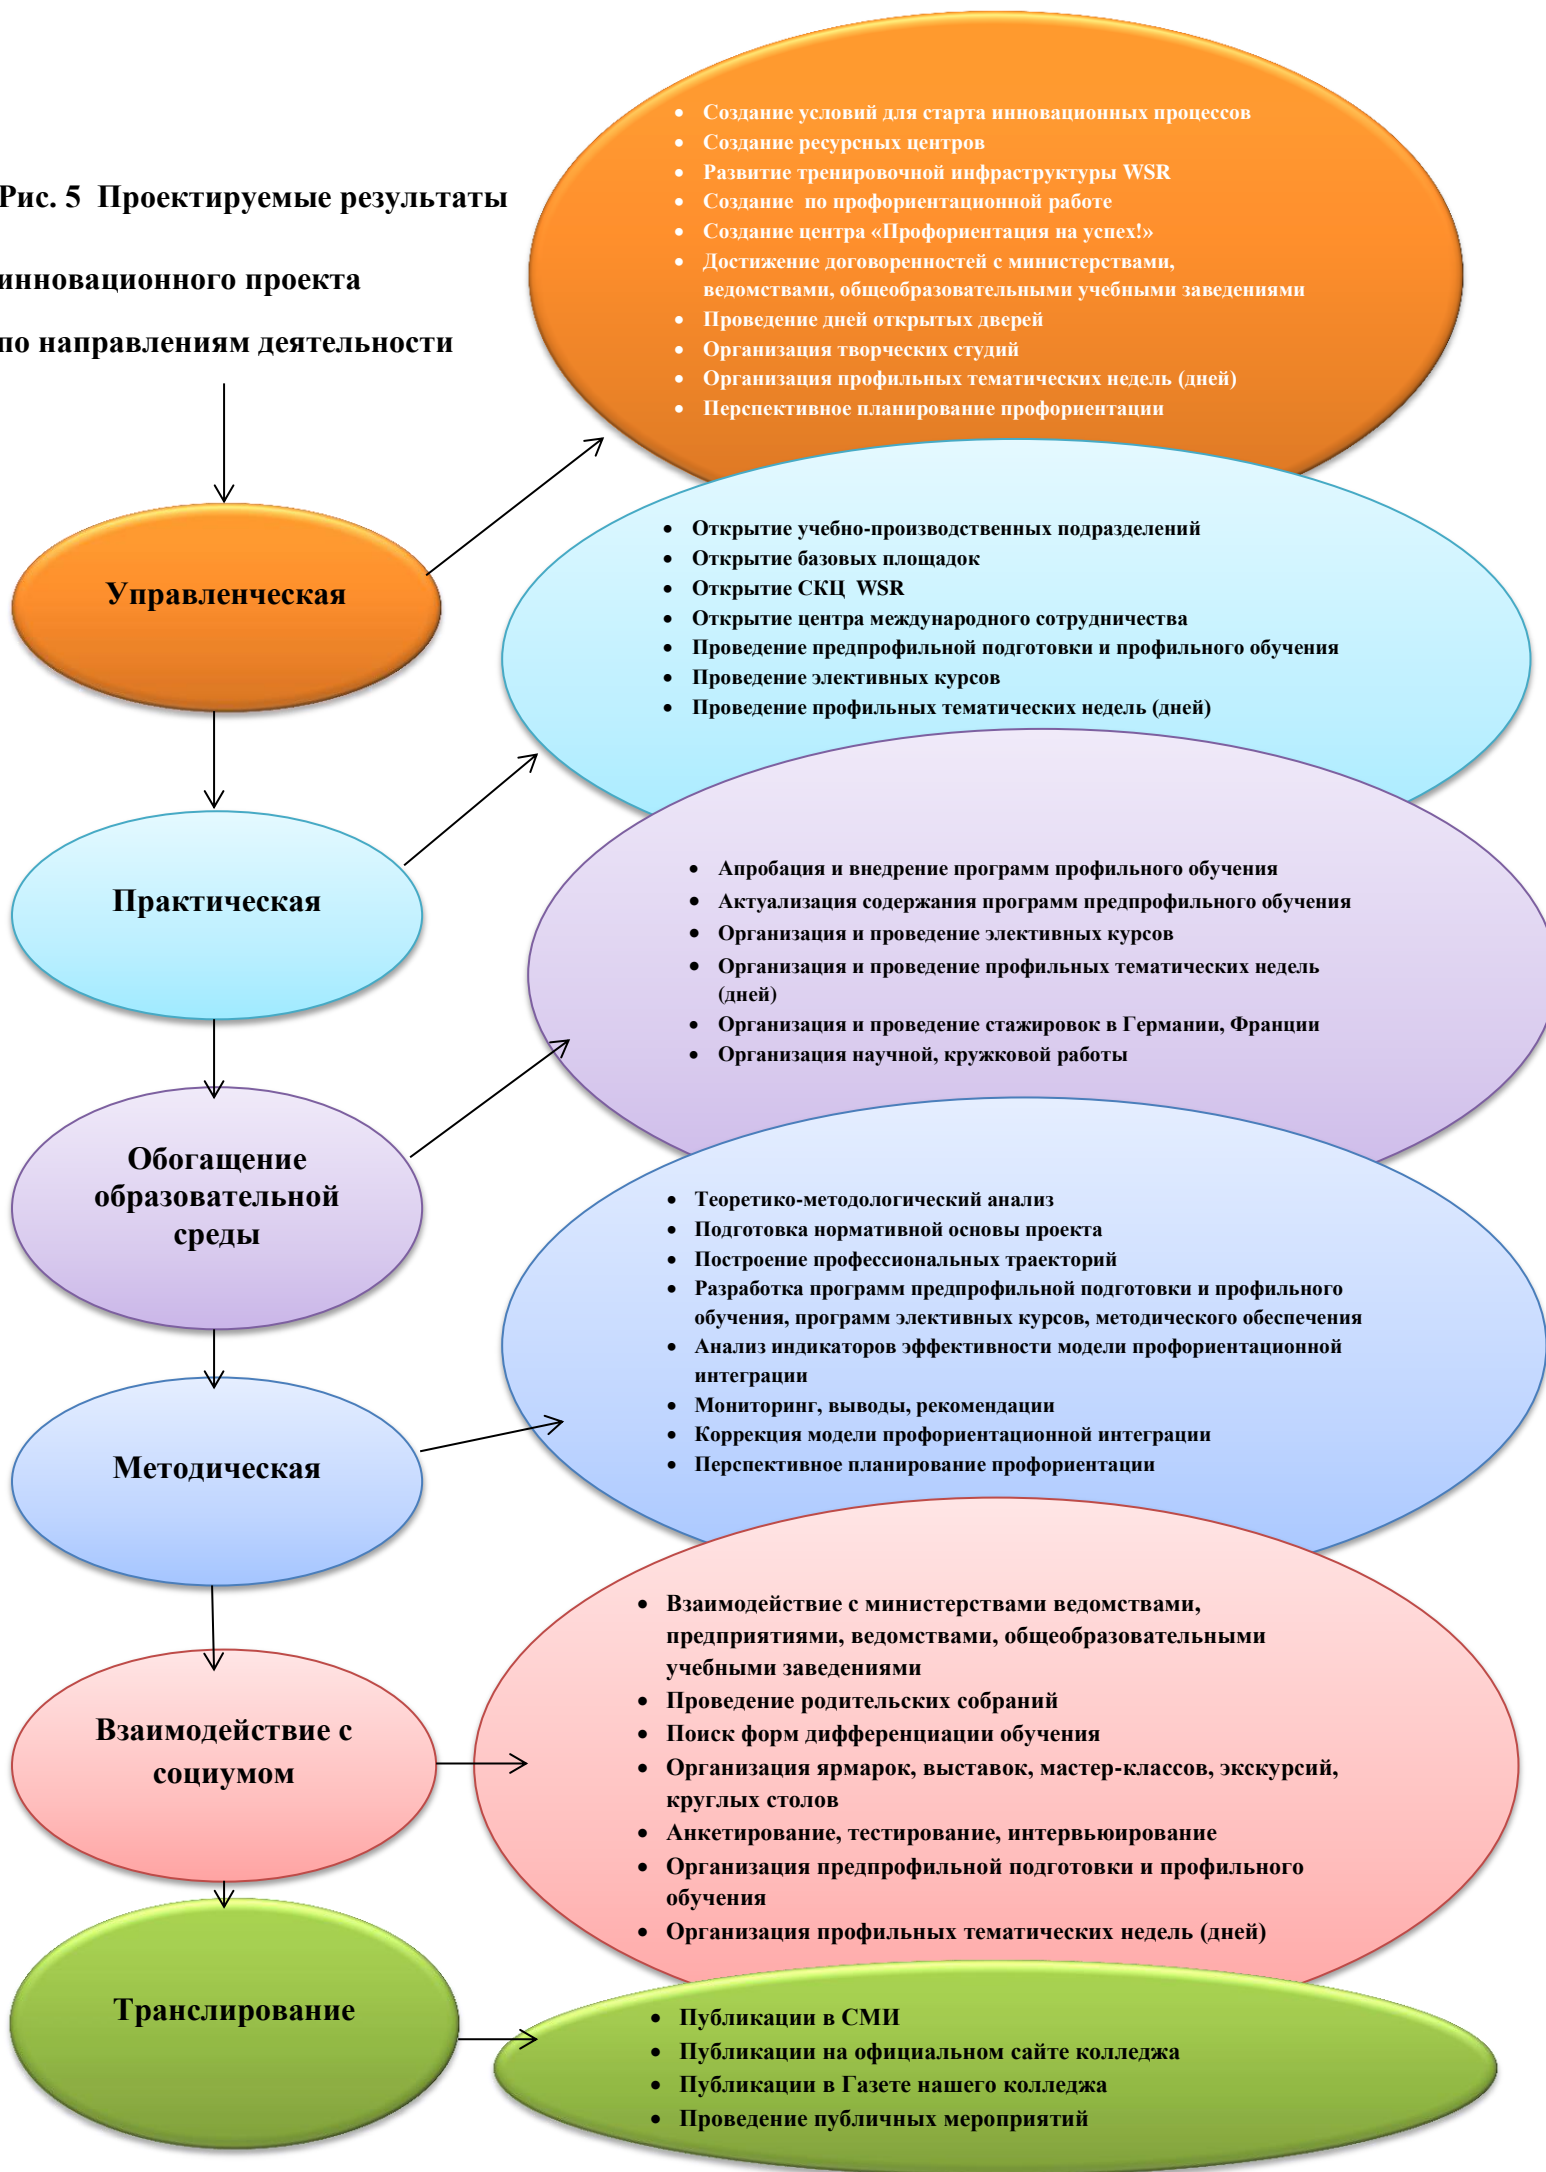 Рис. 5  Проектируемые результаты
инновационного проекта
по направлениям деятельности
• Создание условий для старта инновационных процессов
• Создание ресурсных центров
• Развитие тренировочной инфраструктуры WSR
• Создание  по профориентационной работе
• Создание центра «Профориентация на успех!»
• Достижение договоренностей с министерствами,
ведомствами, общеобразовательными учебными заведениями
• Проведение дней открытых дверей
• Организация творческих студий
• Организация профильных тематических недель (дней)
• Перспективное планирование профориентации
Управленческая
• Открытие учебно-производственных подразделений
• Открытие базовых площадок
• Открытие СКЦ  WSR
• Открытие центра международного сотрудничества
• Проведение предпрофильной подготовки и профильного обучения
• Проведение элективных курсов
• Проведение профильных тематических недель (дней)
Практическая
• Апробация и внедрение программ профильного обучения
• Актуализация содержания программ предпрофильного обучения
• Организация и проведение элективных курсов
• Организация и проведение профильных тематических недель
(дней)
• Организация и проведение стажировок в Германии, Франции
• Организация научной, кружковой работы
Обогащение
образовательной
среды
• Теоретико-методологический анализ
• Подготовка нормативной основы проекта
• Построение профессиональных траекторий
• Разработка программ предпрофильной подготовки и профильного
обучения, программ элективных курсов, методического обеспечения
• Анализ индикаторов эффективности модели профориентационной
интеграции
• Мониторинг, выводы, рекомендации
• Коррекция модели профориентационной интеграции
• Перспективное планирование профориентации
Методическая
• Взаимодействие с министерствами ведомствами,
предприятиями, ведомствами, общеобразовательными
учебными заведениями
• Проведение родительских собраний
• Поиск форм дифференциации обучения
• Организация ярмарок, выставок, мастер-классов, экскурсий,
круглых столов
• Анкетирование, тестирование, интервьюирование
• Организация предпрофильной подготовки и профильного
обучения
• Организация профильных тематических недель (дней)
Взаимодействие с
социумом
• Публикации в СМИ
• Публикации на официальном сайте колледжа
• Публикации в Газете нашего колледжа
• Проведение публичных мероприятий
Транслирование